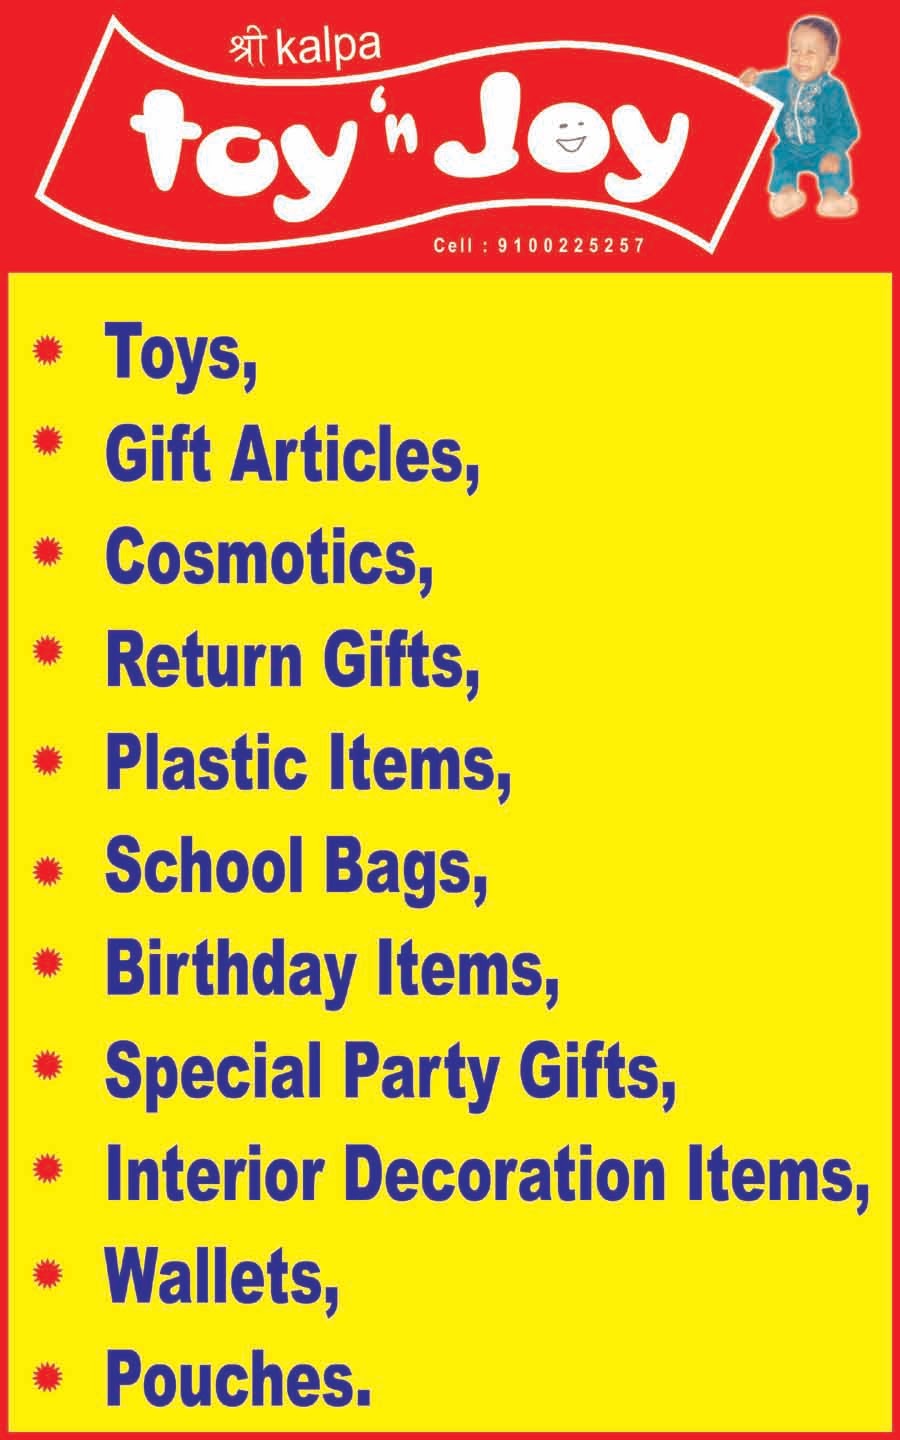 श्री kalpa
toy 'n Joy
Cell : 9100225257
Toys,
Gift Articles,
Cosmotics,
Return Gifts,
Plastic Items,
School Bags,
Birthday Items,
Special Party Gifts,
Interior Decoration Items,
Wallets,
Pouches.